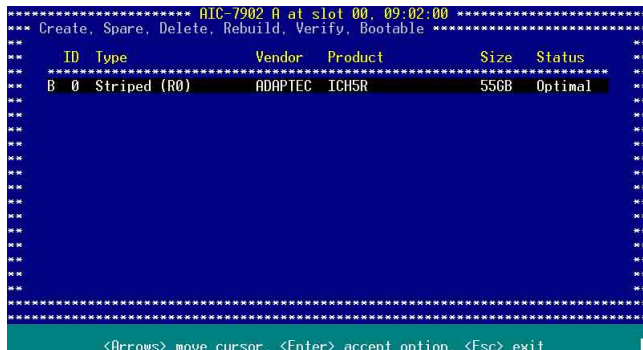 AIC-7902 A at slot 00, 09:02:00
Create, Spare, Delete, Rebuild, Verify, Bootable
ID Type Vendor Product Size Status
B 0 Striped (R0) ADAPTEC ICH5R 55GB Optimal
<Arrows> move cursor <Enter> accept option <Esc> exit